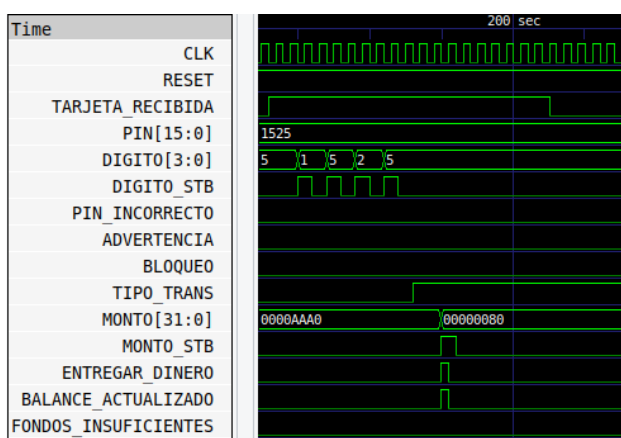 Time 200 sec
CLK
RESET
TARJETA_RECIBIDA
PIN[15:0] 1525
DIGITO[3:0] 5 1 5 2 5
DIGITO_STB
PIN_INCORRECTO
ADVERTENCIA
BLOQUEO
TIPO_TRANS
MONTO[31:0] 0000AAA0 00000080
MONTO_STB
ENTREGAR_DINERO
BALANCE_ACTUALIZADO
FONDOS_INSUFICIENTES